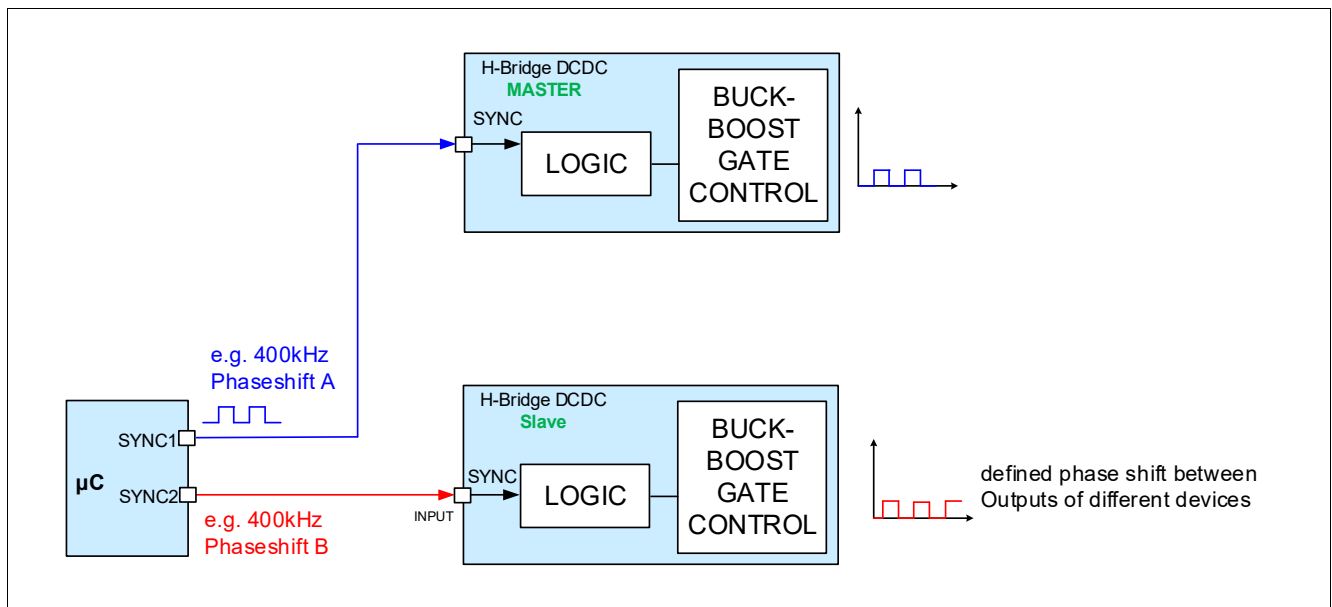 H-Bridge DCDC
MASTER
SYNC
LOGIC
BUCK-
BOOST
GATE
CONTROL
e.g. 400kHz
Phaseshift A
µC
SYNC1
SYNC2
e.g. 400kHz
Phaseshift B
INPUT
H-Bridge DCDC
Slave
SYNC
LOGIC
BUCK-
BOOST
GATE
CONTROL
defined phase shift between
Outputs of different devices